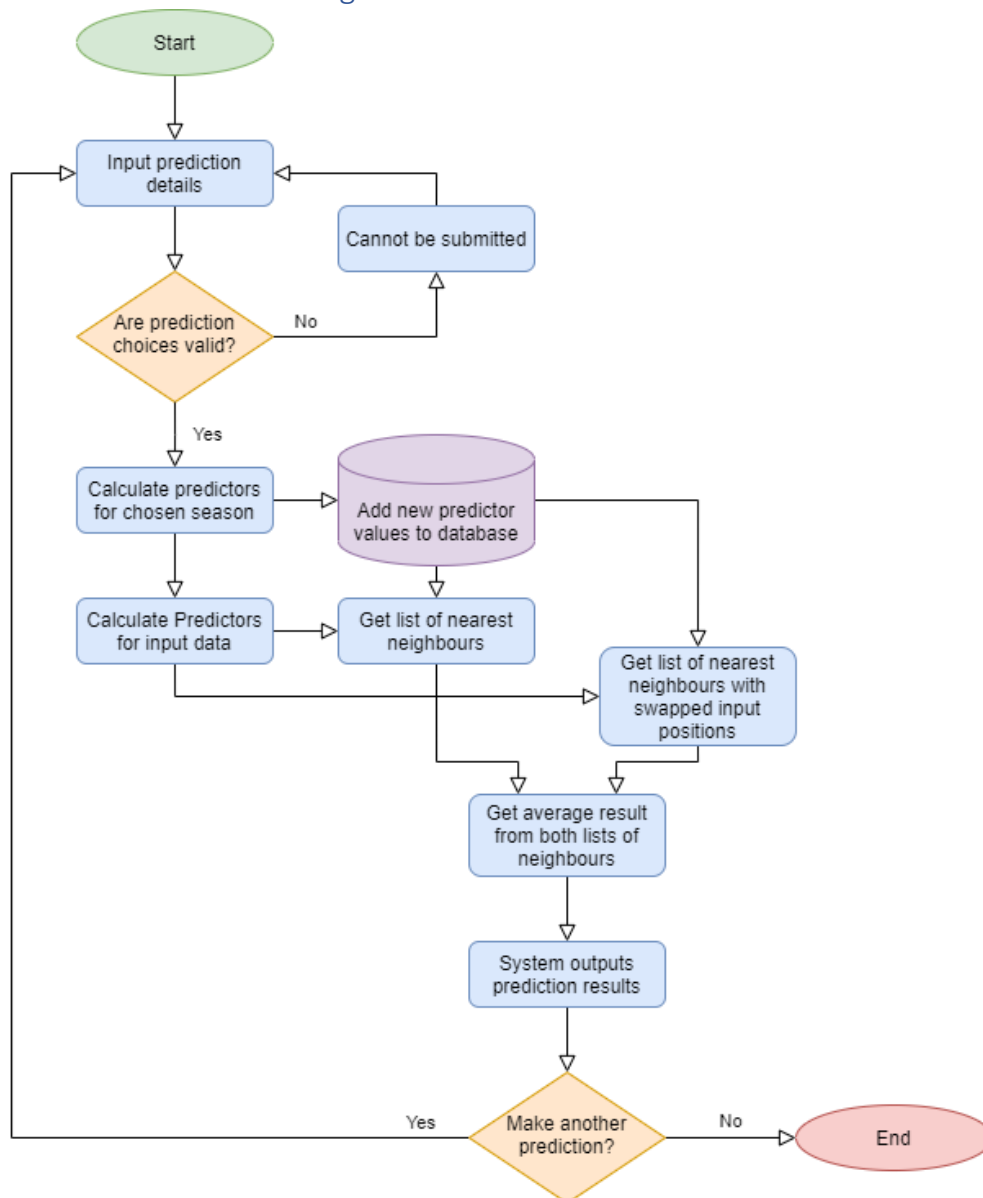 Start
Input prediction
details
Cannot be submitted
Are prediction
choices valid?
No
Yes
Calculate predictors
for chosen season
Add new predictor
values to database
Calculate Predictors
for input data
Get list of nearest
neighbours
Get list of nearest
neighbours with
swapped input
positions
Get average result
from both lists of
neighbours
System outputs
prediction results
Make another
prediction?
Yes
No
End